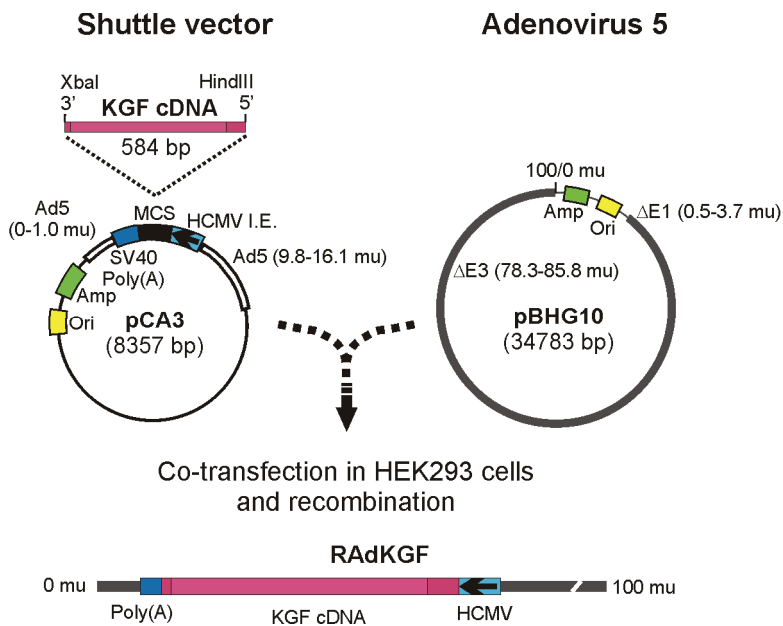 Shuttle vector
Adenovirus 5
XbaI HindIII
3’ KGF cDNA 5’
584 bp
Ad5
(0-1.0 mu)
MCS
HCMV I.E.
SV40
Poly(A)
Ad5 (9.8-16.1 mu)
Amp
Ori
pCA3
(8357 bp)
100/0 mu
Amp
Ori
ΔE1 (0.5-3.7 mu)
ΔE3 (78.3-85.8 mu)
pBHG10
(34783 bp)
Co-transfection in HEK293 cells
and recombination
RAdKGF
0 mu
100 mu
Poly(A)
KGF cDNA
HCMV